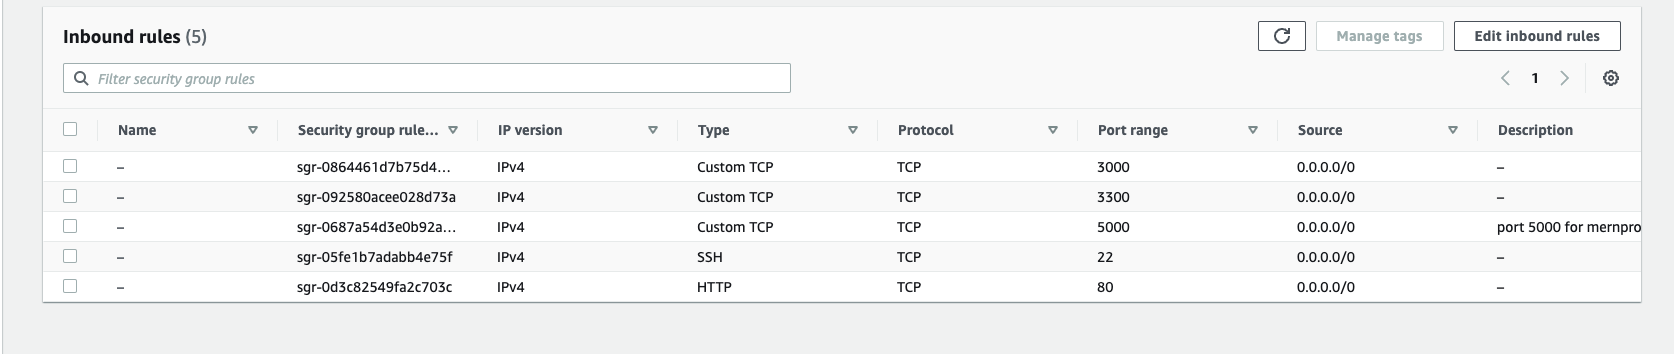 Inbound rules (5)
Manage tags
Edit inbound rules
Filter security group rules
1
Name Security group rule... IP version Type Protocol Port range Source Description
– sgr-0864461d7b75d4... IPv4 Custom TCP TCP 3000 0.0.0.0/0 –
– sgr-092580acee028d73a IPv4 Custom TCP TCP 3300 0.0.0.0/0 –
– sgr-0687a54d3e0b92a... IPv4 Custom TCP TCP 5000 0.0.0.0/0 port 5000 for mernpro
– sgr-05fe1b7adabb4e75f IPv4 SSH TCP 22 0.0.0.0/0 –
– sgr-0d3c82549fa2c703c IPv4 HTTP TCP 80 0.0.0.0/0 –